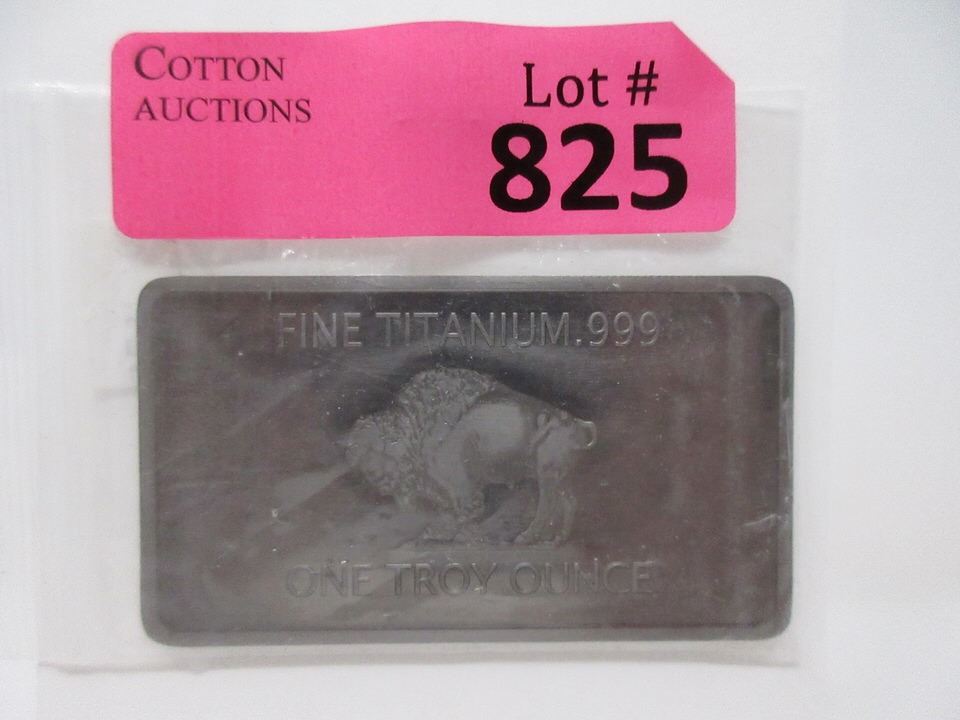 COTTON
AUCTIONS
Lot #
825
FINE TITANIUM.999
ONE TROY OUNCE